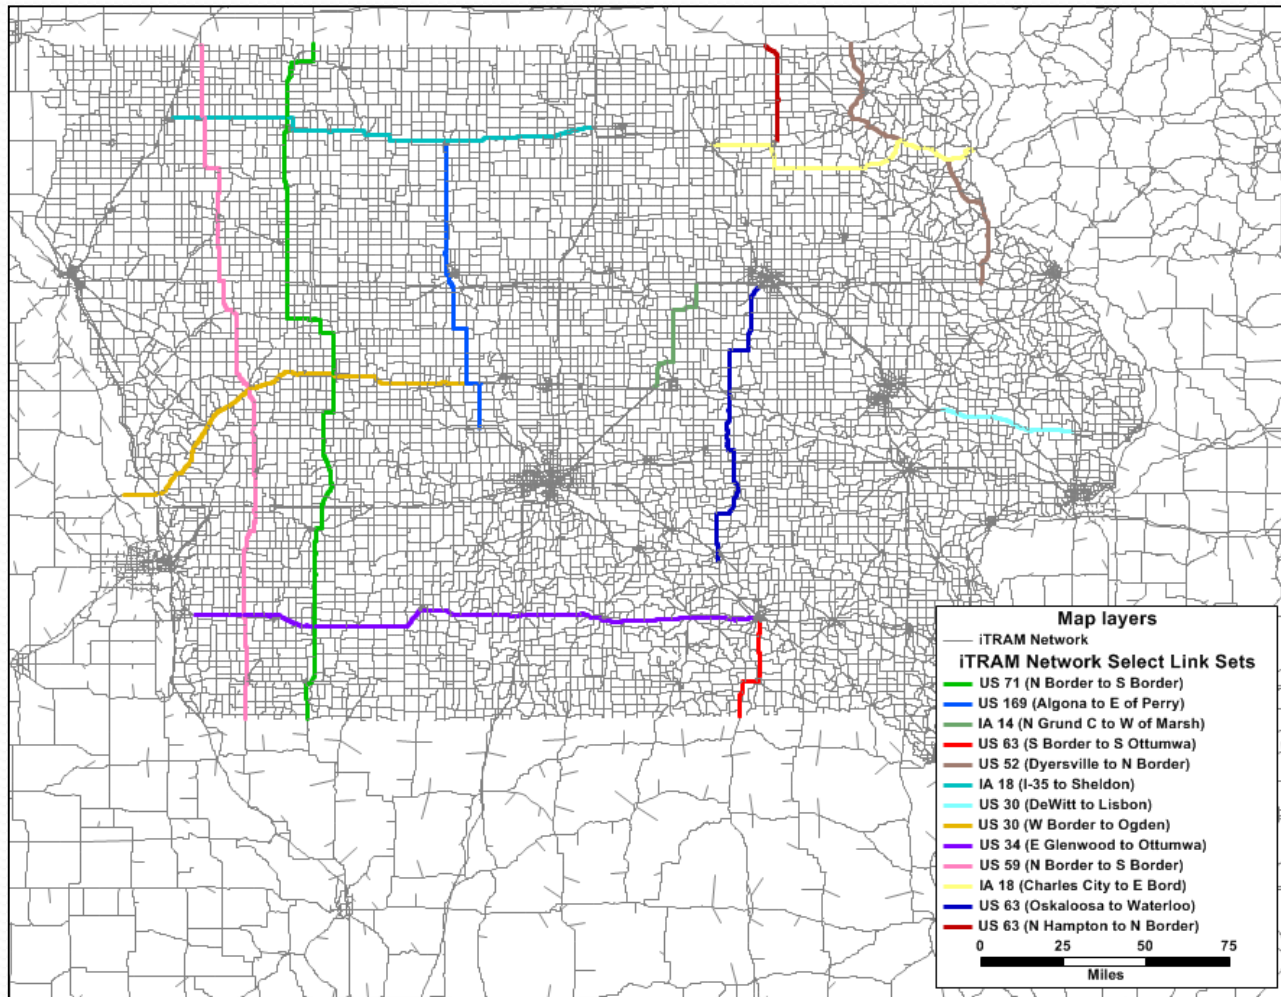 Map layers
iTRAM Network
iTRAM Network Select Link Sets
US 71 (N Border to S Border)
US 169 (Algona to E of Perry)
IA 14 (N Grund C to W of Marsh)
US 63 (S Border to S Ottumwa)
US 52 (Dyersville to N Border)
IA 18 (I-35 to Sheldon)
US 30 (DeWitt to Lisbon)
US 30 (W Border to Ogden)
US 34 (E Glenwood to Ottumwa)
US 59 (N Border to S Border)
IA 18 (Charles City to E Bord)
US 63 (Oskaloosa to Waterloo)
US 63 (N Hampton to N Border)
0 25 50 75
Miles